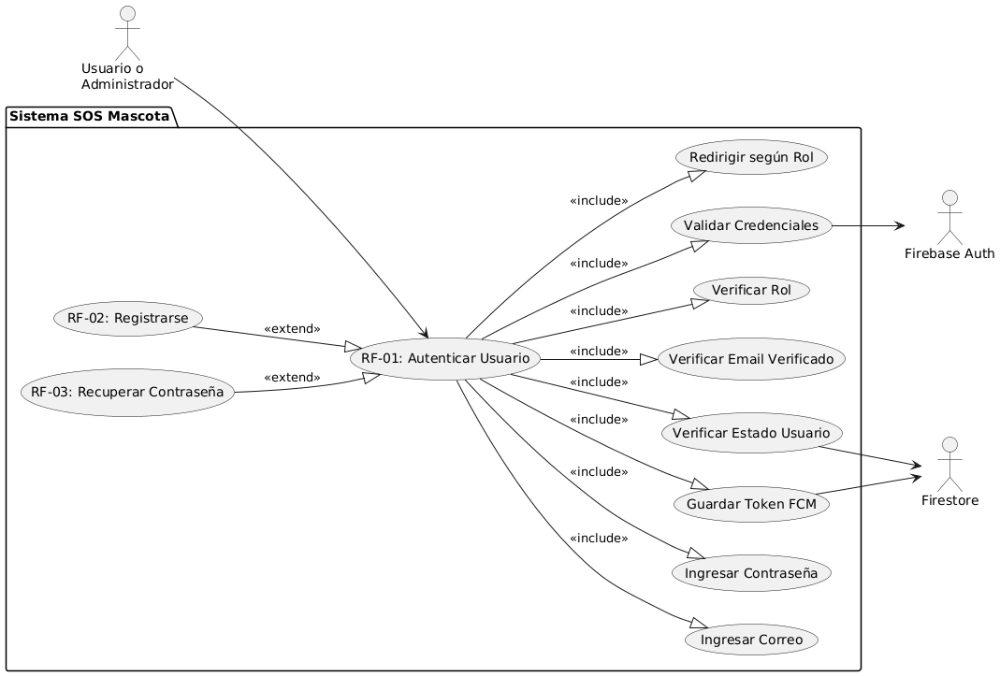 Usuario o
Administrador
Sistema SOS Mascota
Redirigir según Rol
«include»
Validar Credenciales
Firebase Auth
«include»
Verificar Rol
«include»
RF-02: Registrarse
«extend»
RF-01: Autenticar Usuario
«include»
Verificar Email Verificado
RF-03: Recuperar Contraseña
«extend»
«include»
Verificar Estado Usuario
«include»
Guardar Token FCM
Firestore
«include»
Ingresar Contraseña
«include»
Ingresar Correo